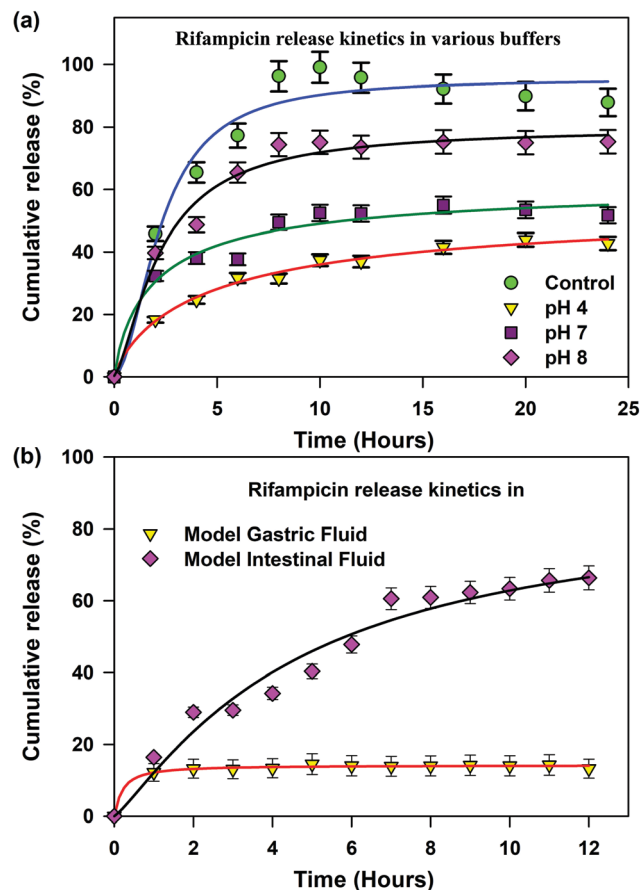 (a)
Rifampicin release kinetics in various buffers
Cumulative release (%)
100
80
60
40
20
0
Control
pH 4
pH 7
pH 8
0 5 10 15 20 25
Time (Hours)
(b)
Rifampicin release kinetics in
Model Gastric Fluid
Model Intestinal Fluid
Cumulative release (%)
100
80
60
40
20
0
0 2 4 6 8 10 12
Time (Hours)